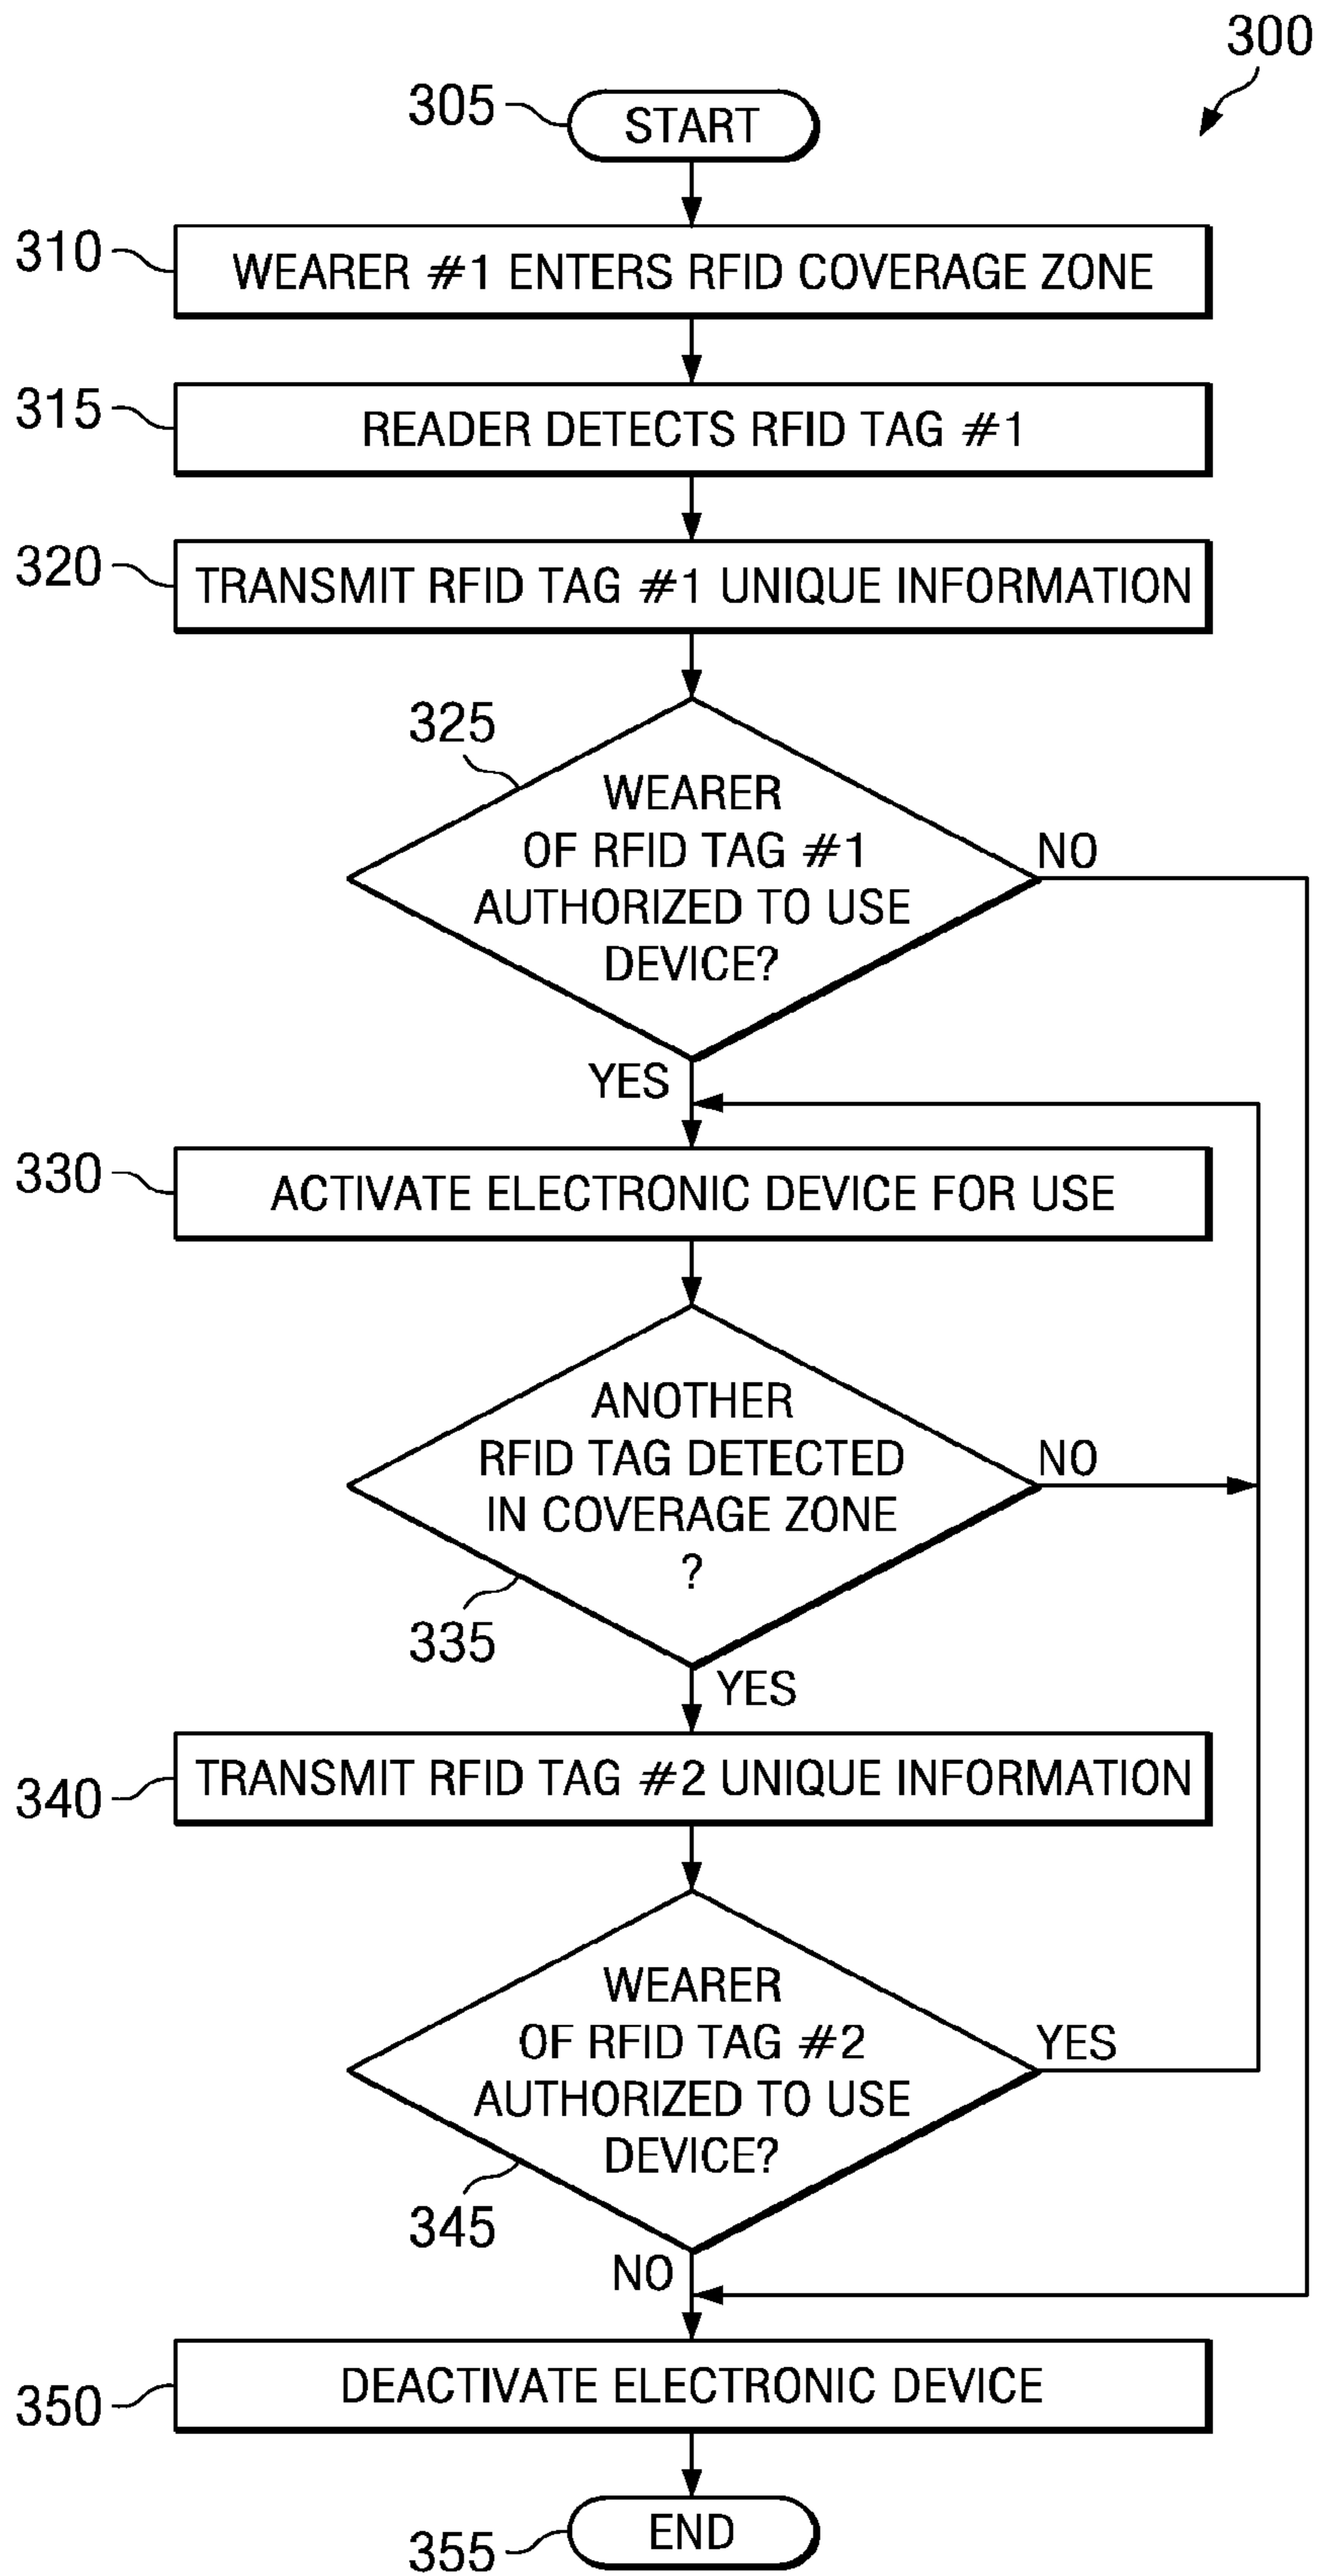 300
305
START
310
WEARER #1 ENTERS RFID COVERAGE ZONE
315
READER DETECTS RFID TAG #1
320
TRANSMIT RFID TAG #1 UNIQUE INFORMATION
325
WEARER
OF RFID TAG #1
AUTHORIZED TO USE
DEVICE?
NO
YES
330
ACTIVATE ELECTRONIC DEVICE FOR USE
ANOTHER
RFID TAG DETECTED
IN COVERAGE ZONE
?
NO
335
YES
340
TRANSMIT RFID TAG #2 UNIQUE INFORMATION
WEARER
OF RFID TAG #2
AUTHORIZED TO USE
DEVICE?
YES
345
NO
350
DEACTIVATE ELECTRONIC DEVICE
355
END